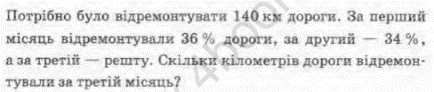 Потрібно було відремонтувати 140 км дороги. За перший
місяць відремонтували 36 % дороги, за другий — 34 %,
а за третій — решту. Скільки кілометрів дороги відремон-
тували за третій місяць?